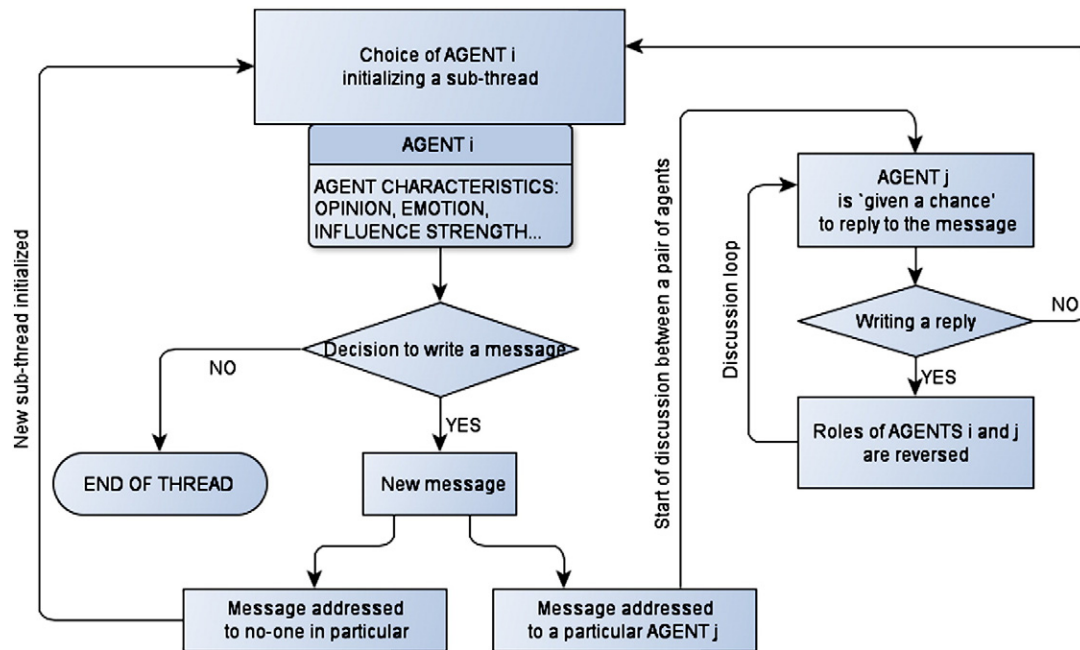 Choice of AGENT i
initializing a sub-thread
AGENT i
AGENT CHARACTERISTICS:
OPINION, EMOTION,
INFLUENCE STRENGTH...
Decision to write a message
NO
YES
END OF THREAD
New message
Message addressed
to no-one in particular
Message addressed
to a particular AGENT j
New sub-thread initialized
Start of discussion between a pair of agents
AGENT j
is `given a chance'
to reply to the message
Discussion loop
Writing a reply
NO
YES
Roles of AGENTS i and j
are reversed